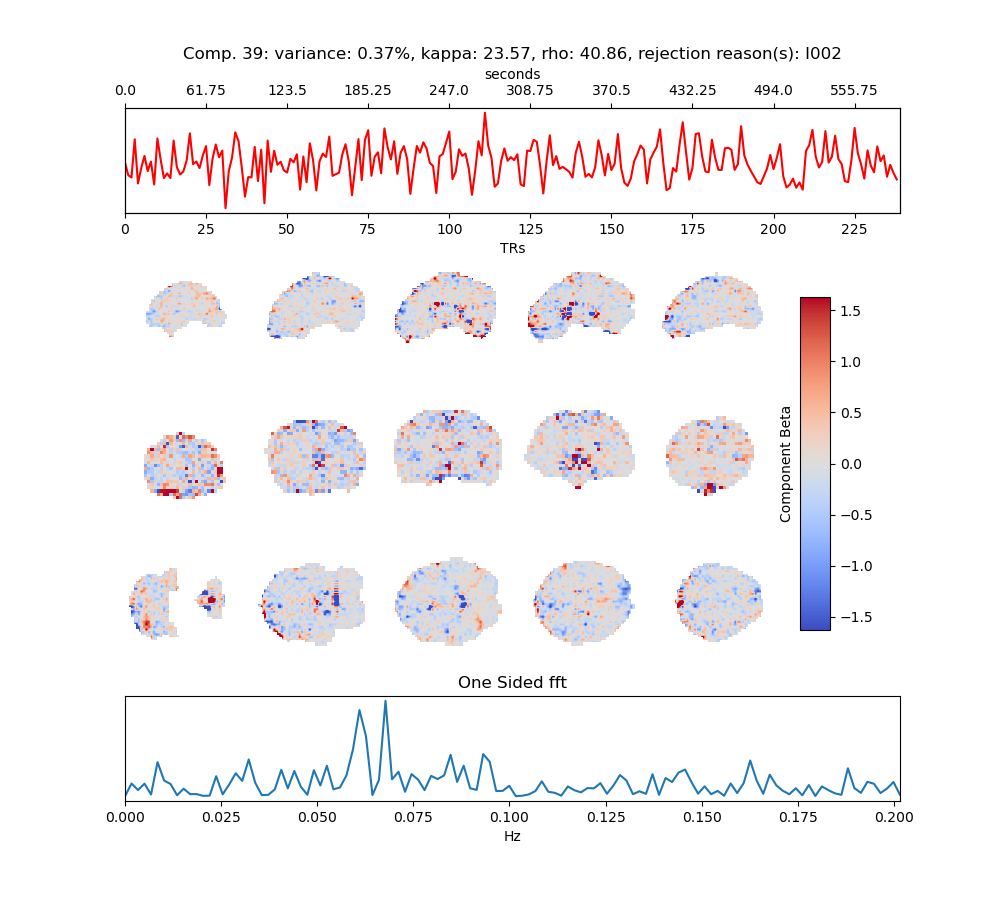 Comp. 39: variance: 0.37%, kappa: 23.57, rho: 40.86, rejection reason(s): I002
seconds
0.0 61.75 123.5 185.25 247.0 308.75 370.5 432.25 494.0 555.75
0 25 50 75 100 125 150 175 200 225
TRs
1.5
1.0
0.5
0.0
−0.5
−1.0
−1.5
Component Beta
One Sided fft
0.000 0.025 0.050 0.075 0.100 0.125 0.150 0.175 0.200
Hz